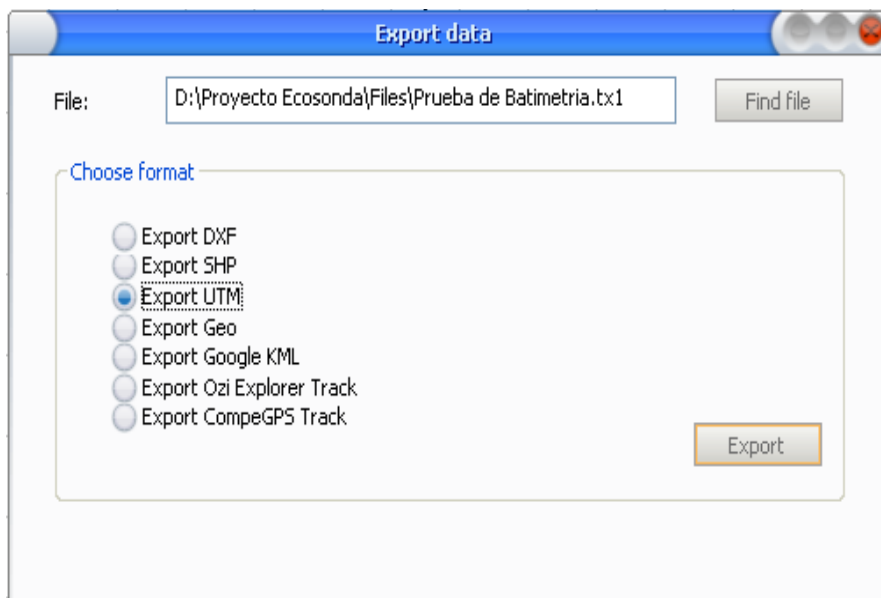 Export data
File:
D:\Proyecto Ecosonda\Files\Prueba de Batimetria.tx1
Find file
Choose format
Export DXF
Export SHP
Export UTM
Export Geo
Export Google KML
Export Ozi Explorer Track
Export CompeGPS Track
Export